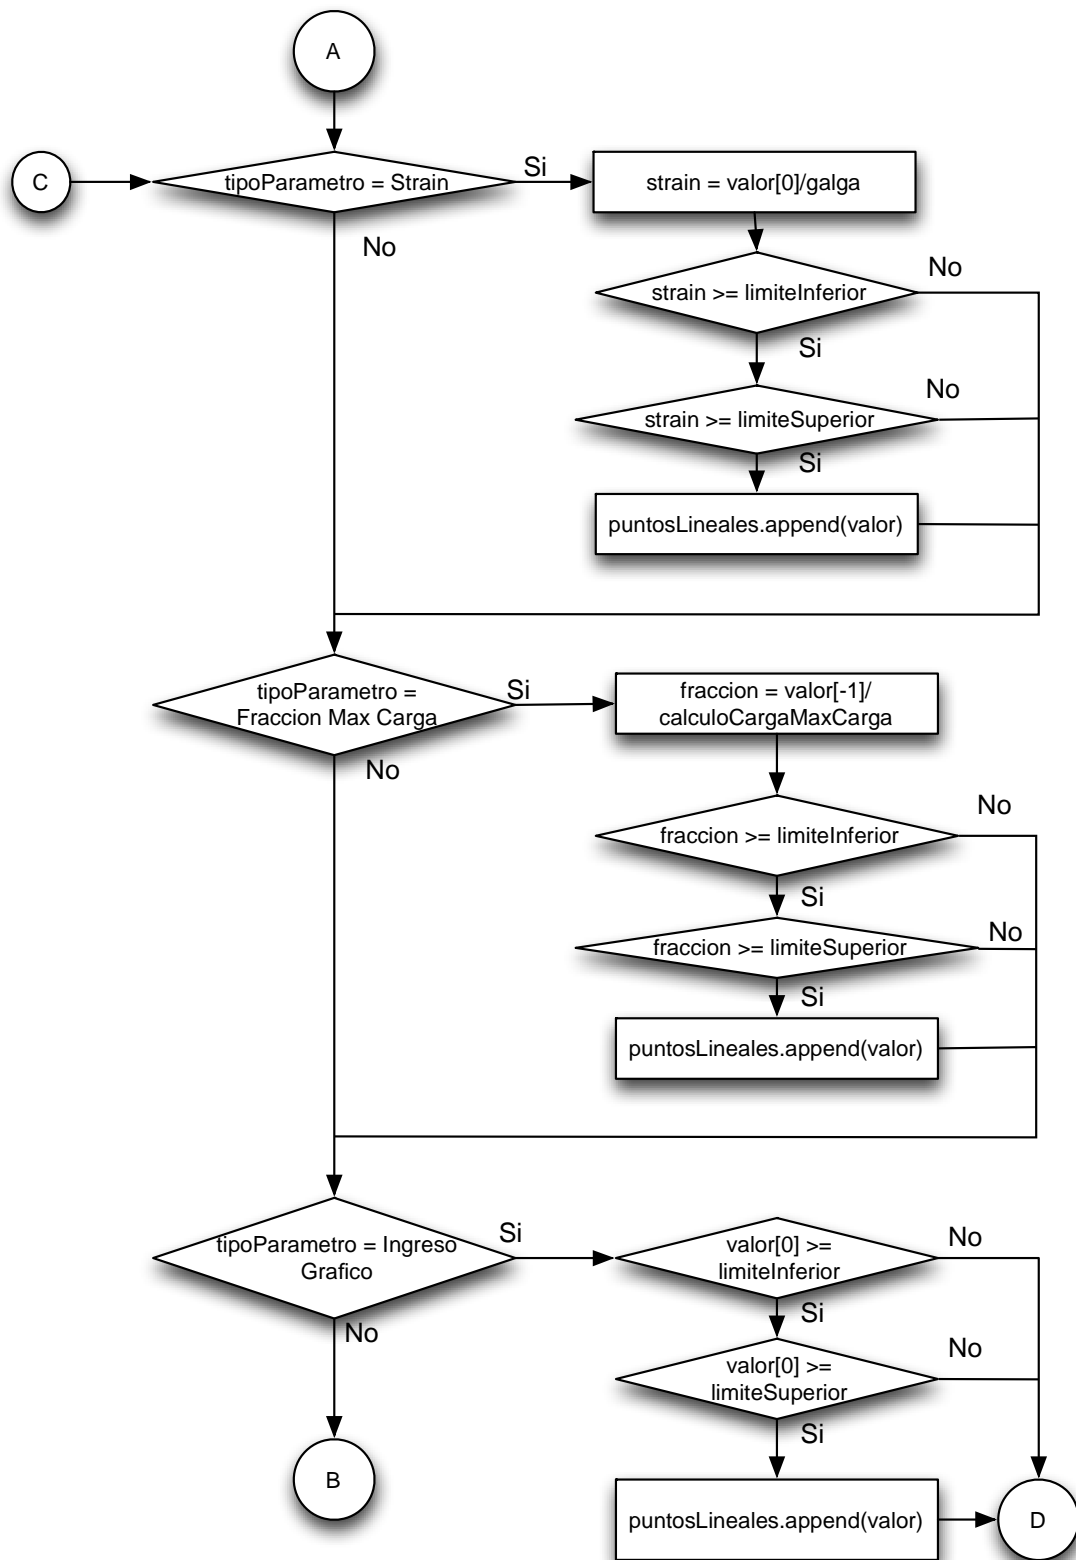 A
C
tipoParametro = Strain
Si
strain = valor[0]/galga
No
strain >= limiteInferior
No
Si
strain >= limiteSuperior
No
Si
puntosLineales.append(valor)
tipoParametro =
Fraccion Max Carga
Si
fraccion = valor[-1]/
calculoCargaMaxCarga
No
fraccion >= limiteInferior
No
Si
fraccion >= limiteSuperior
No
Si
puntosLineales.append(valor)
tipoParametro = Ingreso
Grafico
Si
valor[0] >=
limiteInferior
No
Si
No
valor[0] >=
limiteSuperior
No
Si
B
puntosLineales.append(valor)
D